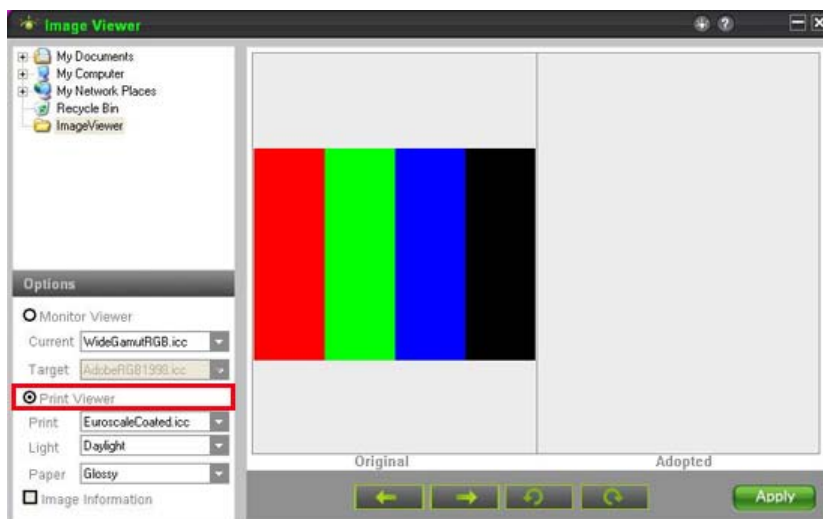 Image Viewer
My Documents
My Computer
My Network Places
Recycle Bin
ImageViewer
Options
Monitor Viewer
Current WideGamutRGB.icc
Target AdobeRGB1998.icc
Print Viewer
Print EuroscaleCoated.icc
Light Daylight
Paper Glossy
Image Information
Original Adopted
Apply